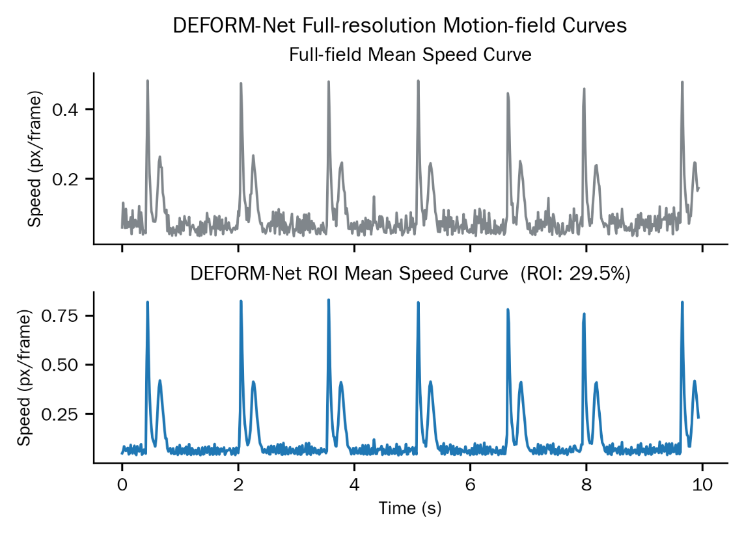 DEFORM-Net Full-resolution Motion-field Curves
Full-field Mean Speed Curve
Speed (px/frame)
0.4
0.2
DEFORM-Net ROI Mean Speed Curve (ROI: 29.5%)
Speed (px/frame)
0.75
0.50
0.25
0 2 4 6 8 10
Time (s)